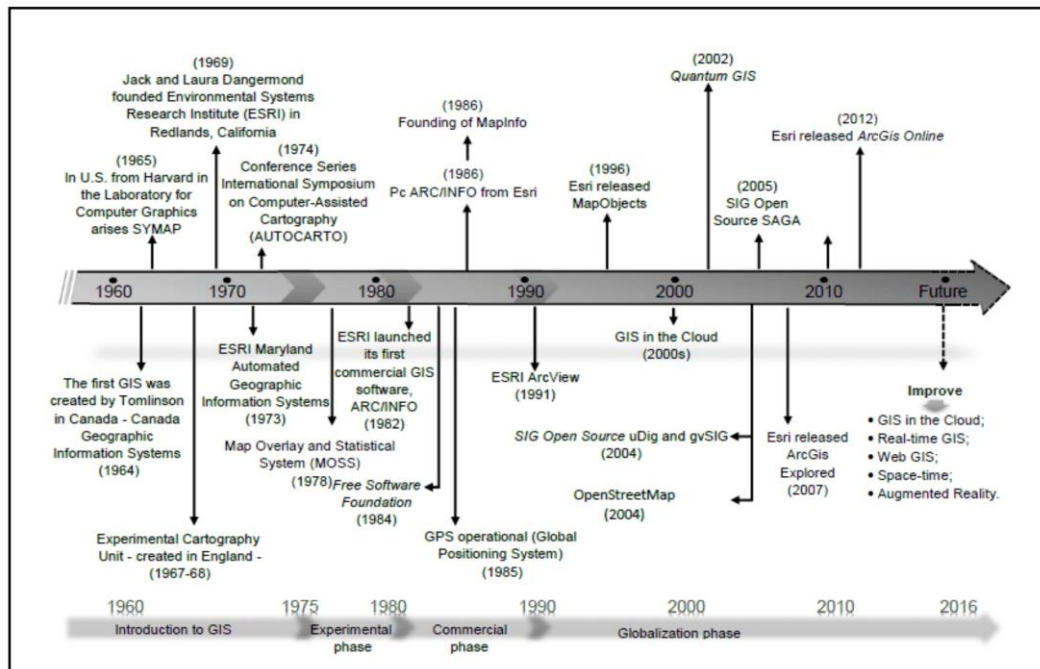 (1969)
Jack and Laura Dangermond
founded Environmental Systems
Research Institute (ESRI) in
Redlands, California
(1965)
In U.S. from Harvard in
the Laboratory for
Computer Graphics
arises SYMAP
(1974)
Conference Series
International Symposium
on Computer-Assisted
Cartography
(AUTOCARTO)
(1986)
Founding of MapInfo
(1986)
Pc ARC/INFO from Esri
(1996)
Esri released
MapObjects
(2002)
Quantum GIS
(2005)
SIG Open
Source SAGA
(2012)
Esri released ArcGis Online
1960 1970 1980 1990 2000 2010 Future
The first GIS was
created by Tomlinson
in Canada - Canada
Geographic
Information Systems
(1964)
Experimental Cartography
Unit - created in England -
(1967-68)
ESRI Maryland
Automated
Geographic
Information Systems
(1973)
Map Overlay and Statistical
System (MOSS)
(1978)
ESRI launched
its first
commercial GIS
software,
ARC/INFO
(1982)
Free Software
Foundation
(1984)
GPS operational (Global
Positioning System)
(1985)
ESRI ArcView
(1991)
GIS in the Cloud
(2000s)
SIG Open Source uDig and gvSIG
(2004)
OpenStreetMap
(2004)
Esri released
ArcGis
Explored
(2007)
Improve
• GIS in the Cloud;
• Real-time GIS;
• Web GIS;
• Space-time;
• Augmented Reality.
1960 1975 1980 1990 2000 2010 2016
Introduction to GIS
Experimental
phase
Commercial
phase
Globalization phase